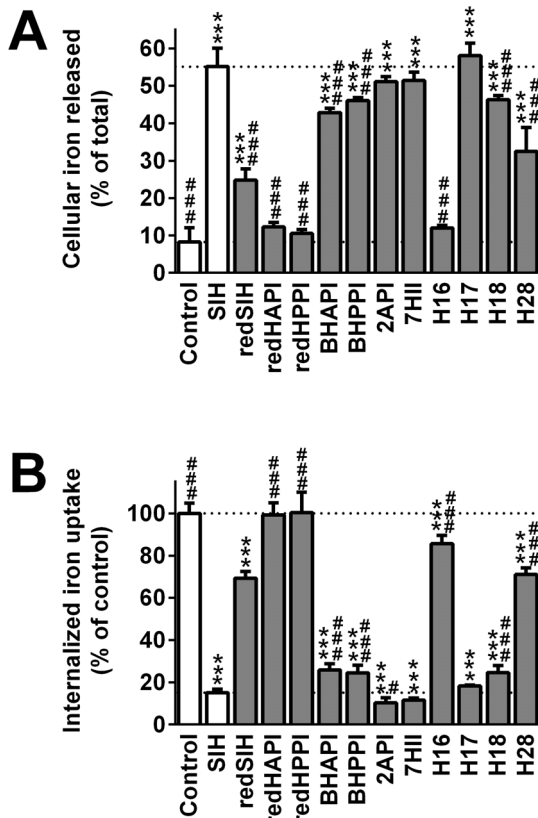 A
Cellular iron released
(% of total)
60
50
40
30
20
10
0
***
###
***
###
***
###
###
***
###
***
###
***
***
###
***
***
###
***
###
Control
SIH
redSIH
redHAPI
redHPPI
BHAPI
BHPPI
2API
7HII
H16
H17
H18
H28
B
Internalized iron uptake
(% of control)
100
80
60
40
20
0
###
***
***
###
###
***
###
***
###
***
#
***
***
###
***
***
###
***
Control
SIH
redSIH
redHAPI
redHPPI
BHAPI
BHPPI
2API
7HII
H16
H17
H18
H28